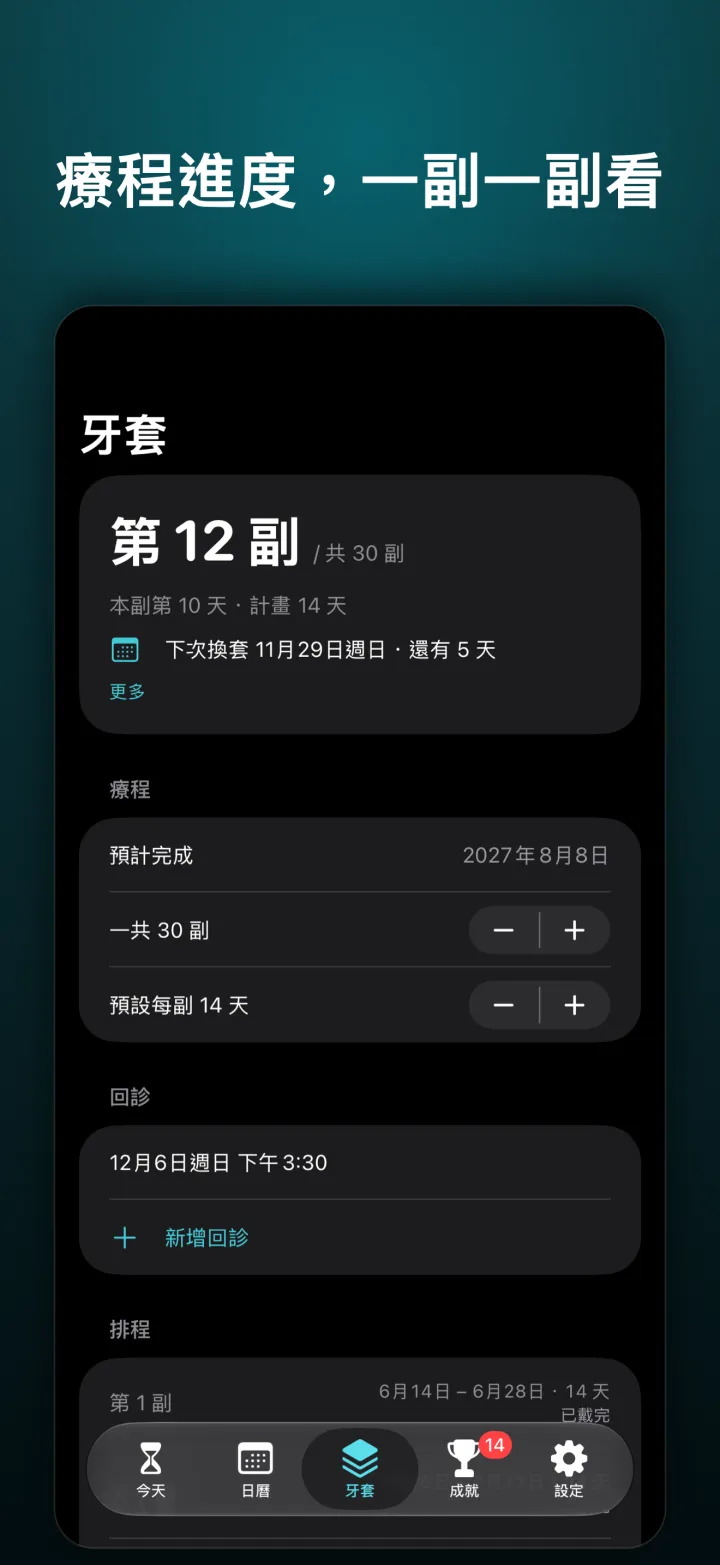 療程進度，一副一副看
牙套
第 12 副 / 共 30 副
本副第 10 天 · 計畫 14 天
下次換套 11月29日週日 · 還有 5 天
更多
療程
預計完成 2027年8月8日
一共 30 副
預設每副 14 天
回診
12月6日週日 下午3:30
新增回診
排程
第 1 副 6月14日 – 6月28日 · 14 天
已戴完
14
今天 日曆 牙套 成就 設定